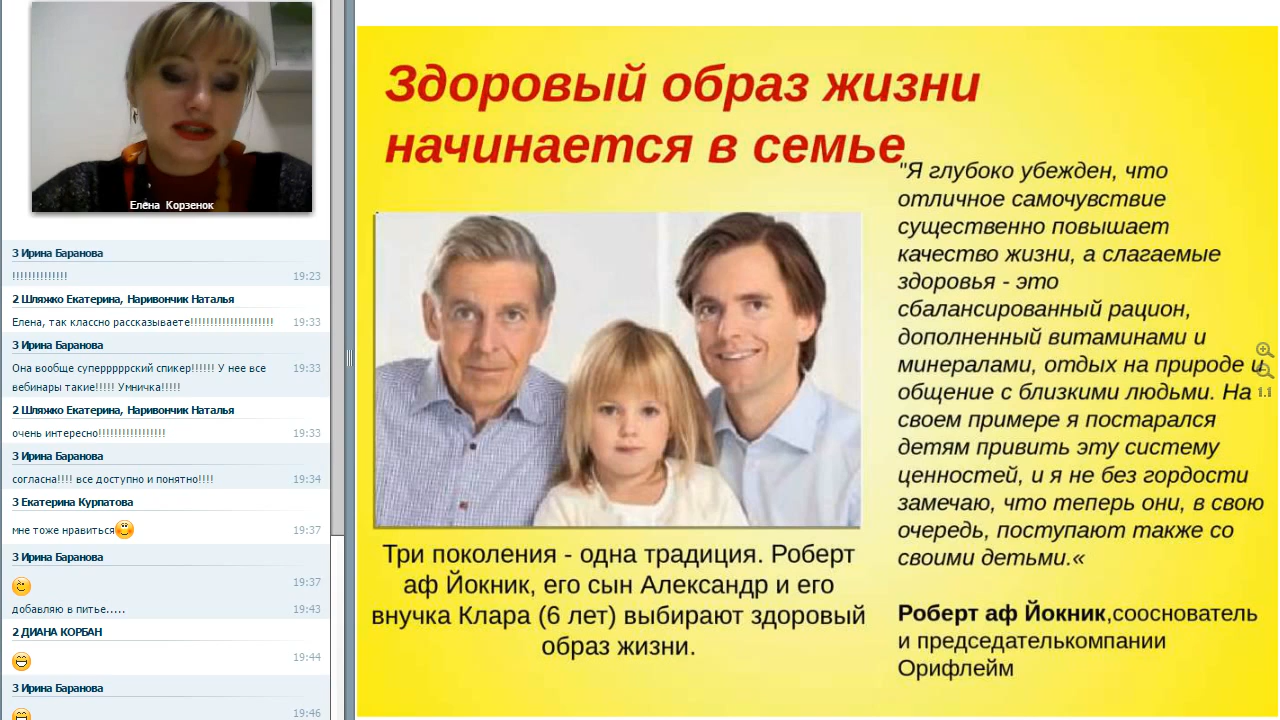 Елена Корзенок
3 Ирина Баранова
!!!!!!!!!!!!!! 19:23
2 Шляжко Екатерина, Наривончик Наталья
Елена, так классно рассказываете!!!!!!!!!!!!!!!!!!!!! 19:33
3 Ирина Баранова
Она вообще суперррррский спикер!!!!!! У нее все 19:33
вебинары такие!!!!! Умничка!!!!!
2 Шляжко Екатерина, Наривончик Наталья
очень интересно!!!!!!!!!!!!!!!!! 19:33
3 Ирина Баранова
согласна!!!! все доступно и понятно!!!! 19:34
3 Екатерина Курпатова
мне тоже нравиться 19:37
3 Ирина Баранова
19:37
добавляю в питье..... 19:43
2 ДИАНА КОРБАН
19:44
3 Ирина Баранова
19:46
Здоровый образ жизни
начинается в семье
"Я глубоко убежден, что
отличное самочувствие
существенно повышает
качество жизни, а слагаемые
здоровья - это
сбалансированный рацион,
дополненный витаминами и
минералами, отдых на природе и
общение с близкими людьми. На
своем примере я постарался
детям привить эту систему
ценностей, и я не без гордости
замечаю, что теперь они, в свою
очередь, поступают также со
своими детьми.«
Роберт аф Йокник,сооснователь
и председателькомпании
Орифлейм
Три поколения - одна традиция. Роберт
аф Йокник, его сын Александр и его
внучка Клара (6 лет) выбирают здоровый
образ жизни.
1:1